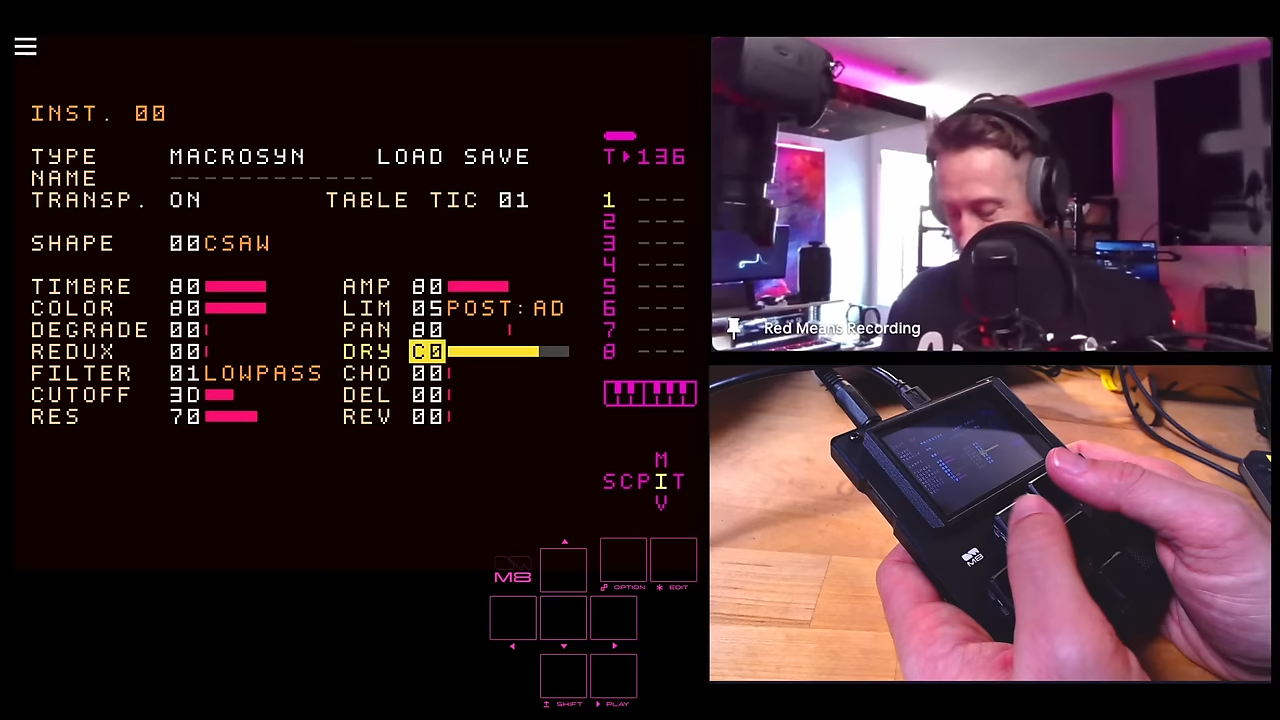 INST. 00
TYPE MACROSYN LOAD SAVE
NAME ------------
TRANSP. ON TABLE TIC 01
SHAPE 00CSAW
TIMBRE 80 AMP 80
COLOR 80 LIM 05POST:AD
DEGRADE 00 PAN 80
REDUX 00 DRY C0
FILTER 01LOWPASS CHO 00
CUTOFF 3D DEL 00
RES 70 REV 00
T▸136
1 ---
2 ---
3 ---
4 ---
5 ---
6 ---
7 ---
8 ---
M
SCPIT
V
M8
OPTION
EDIT
SHIFT
PLAY
Red Means Recording
M8